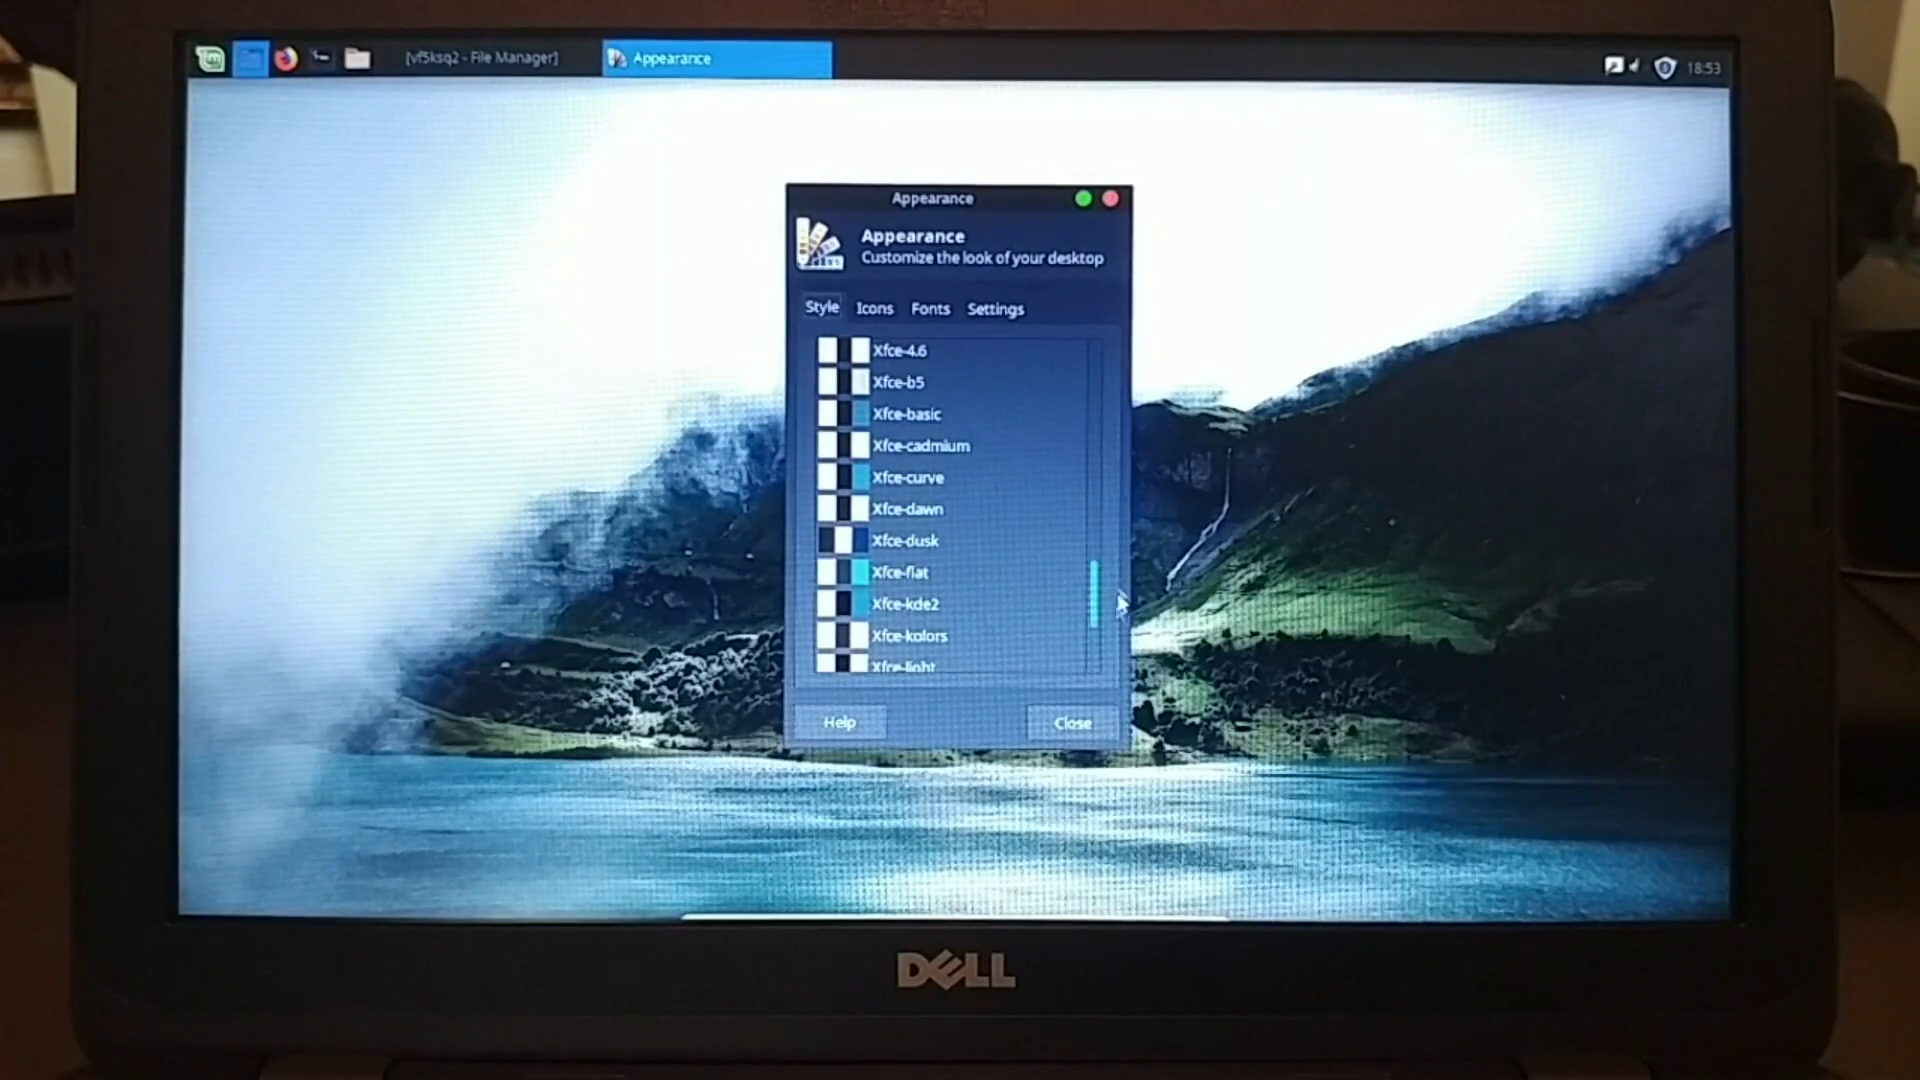 [vf5ksq2 - File Manager]
Appearance
18:53
Appearance
Appearance
Customize the look of your desktop
Style Icons Fonts Settings
Xfce-4.6
Xfce-b5
Xfce-basic
Xfce-cadmium
Xfce-curve
Xfce-dawn
Xfce-dusk
Xfce-flat
Xfce-kde2
Xfce-kolors
Xfce-light
Help Close
DELL